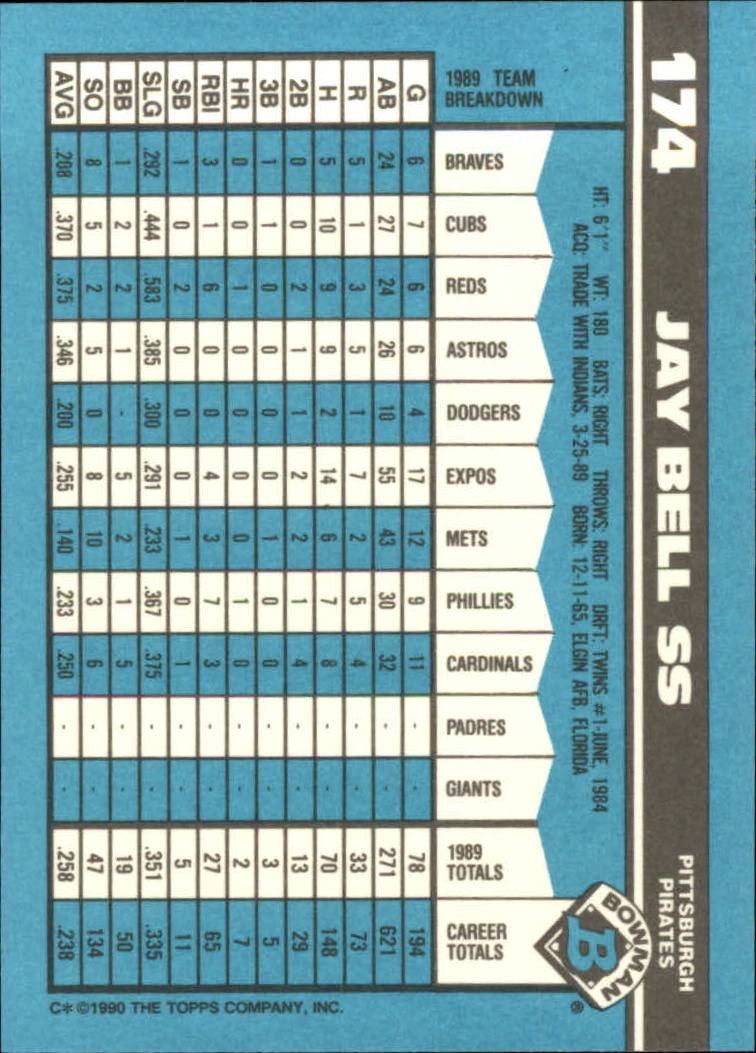 174 JAY BELL SS
PITTSBURGH
PIRATES
BOWMAN
B
HT: 6'1" WT: 180 BATS: RIGHT THROWS: RIGHT DRFT: TWINS #1-JUNE, 1984
ACQ: TRADE WITH INDIANS, 3-25-89 BORN: 12-11-65, ELGIN AFB, FLORIDA
1989 TEAM BREAKDOWN G AB R H 2B 3B HR RBI SB SLG BB SO AVG
BRAVES 6 24 5 5 0 1 0 3 1 .292 1 8 .208
CUBS 7 27 1 10 0 1 0 1 0 .444 2 5 .370
REDS 6 24 3 9 2 0 1 6 2 .583 2 2 .375
ASTROS 6 26 5 9 1 0 0 0 0 .385 1 5 .346
DODGERS 4 10 1 2 1 0 0 0 0 .300 - 0 .200
EXPOS 17 55 7 14 2 0 0 4 0 .291 5 8 .255
METS 12 43 2 6 2 1 0 3 1 .233 2 10 .140
PHILLIES 9 30 5 7 1 0 1 7 0 .367 1 3 .233
CARDINALS 11 32 4 8 4 0 0 3 1 .375 5 6 .250
PADRES - - - - - - - - - - - - -
GIANTS - - - - - - - - - - - - -
1989 TOTALS 78 271 33 70 13 3 2 27 5 .351 19 47 .258
CAREER TOTALS 194 621 73 148 29 5 7 65 11 .335 50 134 .238
C* ©1990 THE TOPPS COMPANY, INC. ®